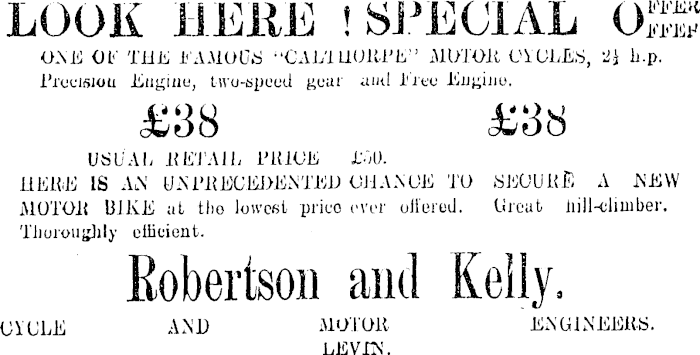 LOOK HERE ! SPECIAL OFFER
OFFER
ONE OF THE FAMOUS "CALTHORPE" MOTOR CYCLES, 2½ h.p.
Precision Engine, two-speed gear and Free Engine.
£38 £38
USUAL RETAIL PRICE £50.
HERE IS AN UNPRECEDENTED CHANCE TO SECURE A NEW
MOTOR BIKE at the lowest price ever offered. Great hill-climber.
Thoroughly efficient.
Robertson and Kelly.
CYCLE AND MOTOR ENGINEERS.
LEVIN.